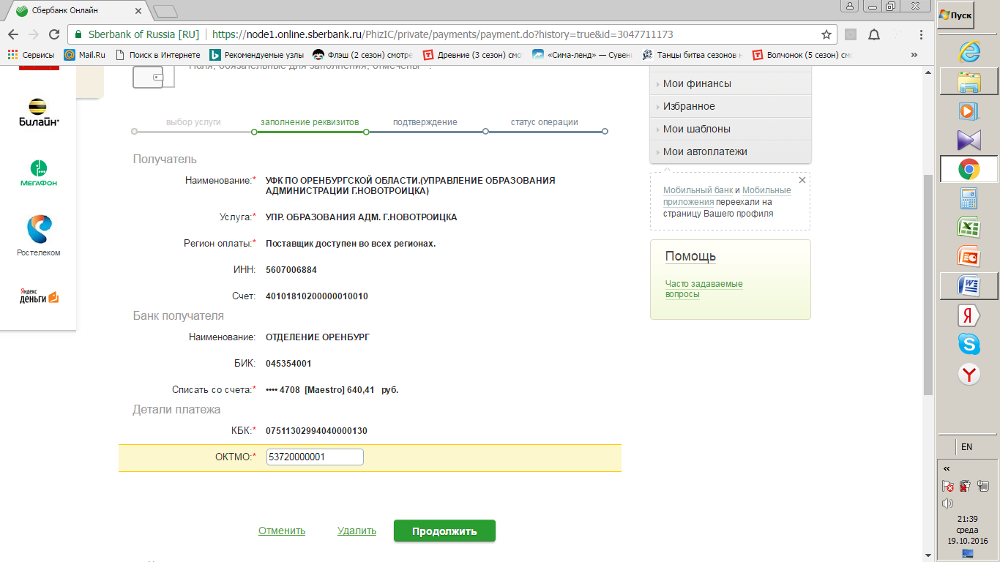 Сбербанк Онлайн
Пуск
Sberbank of Russia [RU] | https://node1.online.sberbank.ru/PhizIC/private/payments/payment.do?history=true&id=3047711173
Сервисы Mail.Ru Поиск в Интернете Рекомендуемые узлы Флэш (2 сезон) смотре Древние (3 сезон) смо «Сима-ленд» — Сувен Танцы битва сезонов Волчонок (5 сезон) см »
Поля, обязательные для заполнения, отмечены *.
Билайн
МЕГАФОН
Ростелеком
Яндекс
деньги
выбор услуги заполнение реквизитов подтверждение статус операции
Получатель
Наименование:* УФК ПО ОРЕНБУРГСКОЙ ОБЛАСТИ.(УПРАВЛЕНИЕ ОБРАЗОВАНИЯ
АДМИНИСТРАЦИИ Г.НОВОТРОИЦКА)
Услуга:* УПР. ОБРАЗОВАНИЯ АДМ. Г.НОВОТРОИЦКА
Регион оплаты:* Поставщик доступен во всех регионах.
ИНН: 5607006884
Счет: 40101810200000010010
Банк получателя
Наименование: ОТДЕЛЕНИЕ ОРЕНБУРГ
БИК: 045354001
Списать со счета:* •••• 4708 [Maestro] 640,41 руб.
Детали платежа
КБК:* 07511302994040000130
ОКТМО:* 53720000001
Отменить Удалить Продолжить
Мои финансы
Избранное
Мои шаблоны
Мои автоплатежи
Мобильный банк и Мобильные
приложения переехали на
страницу Вашего профиля
Помощь
Часто задаваемые
вопросы
EN
«
21:39
среда
19.10.2016